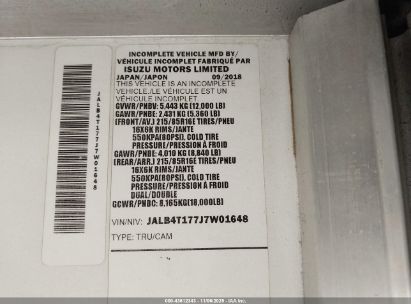 INCOMPLETE VEHICLE MFD BY/
VÉHICULE INCOMPLET FABRIQUÉ PAR
ISUZU MOTORS LIMITED
JAPAN/JAPON 09/2018
THIS VEHICLE IS AN INCOMPLETE
VEHICLE./LE VÉHICULE EST UN
VÉHICULE INCOMPLET
GVWR/PNBV: 5,443 KG (12,000 LB)
GAWR/PNBE: 2,431 KG (5,360 LB)
(FRONT/AV.) 215/85R16E TIRES/PNEU
16X6K RIMS/JANTE
550KPA(80PSI), COLD TIRE
PRESSURE/PRESSION À FROID
GAWR/PNBE: 4,010 KG (8,840 LB)
(REAR/ARR.) 215/85R16E TIRES/PNEU
16X6K RIMS/JANTE
550KPA(80PSI), COLD TIRE
PRESSURE/PRESSION À FROID
DUAL/DOUBLE
GCWR/PNBC: 8,165KG(18,000LB)
VIN/NIV: JALB4T177J7W01648
TYPE: TRU/CAM
JALB4T177J7W01648